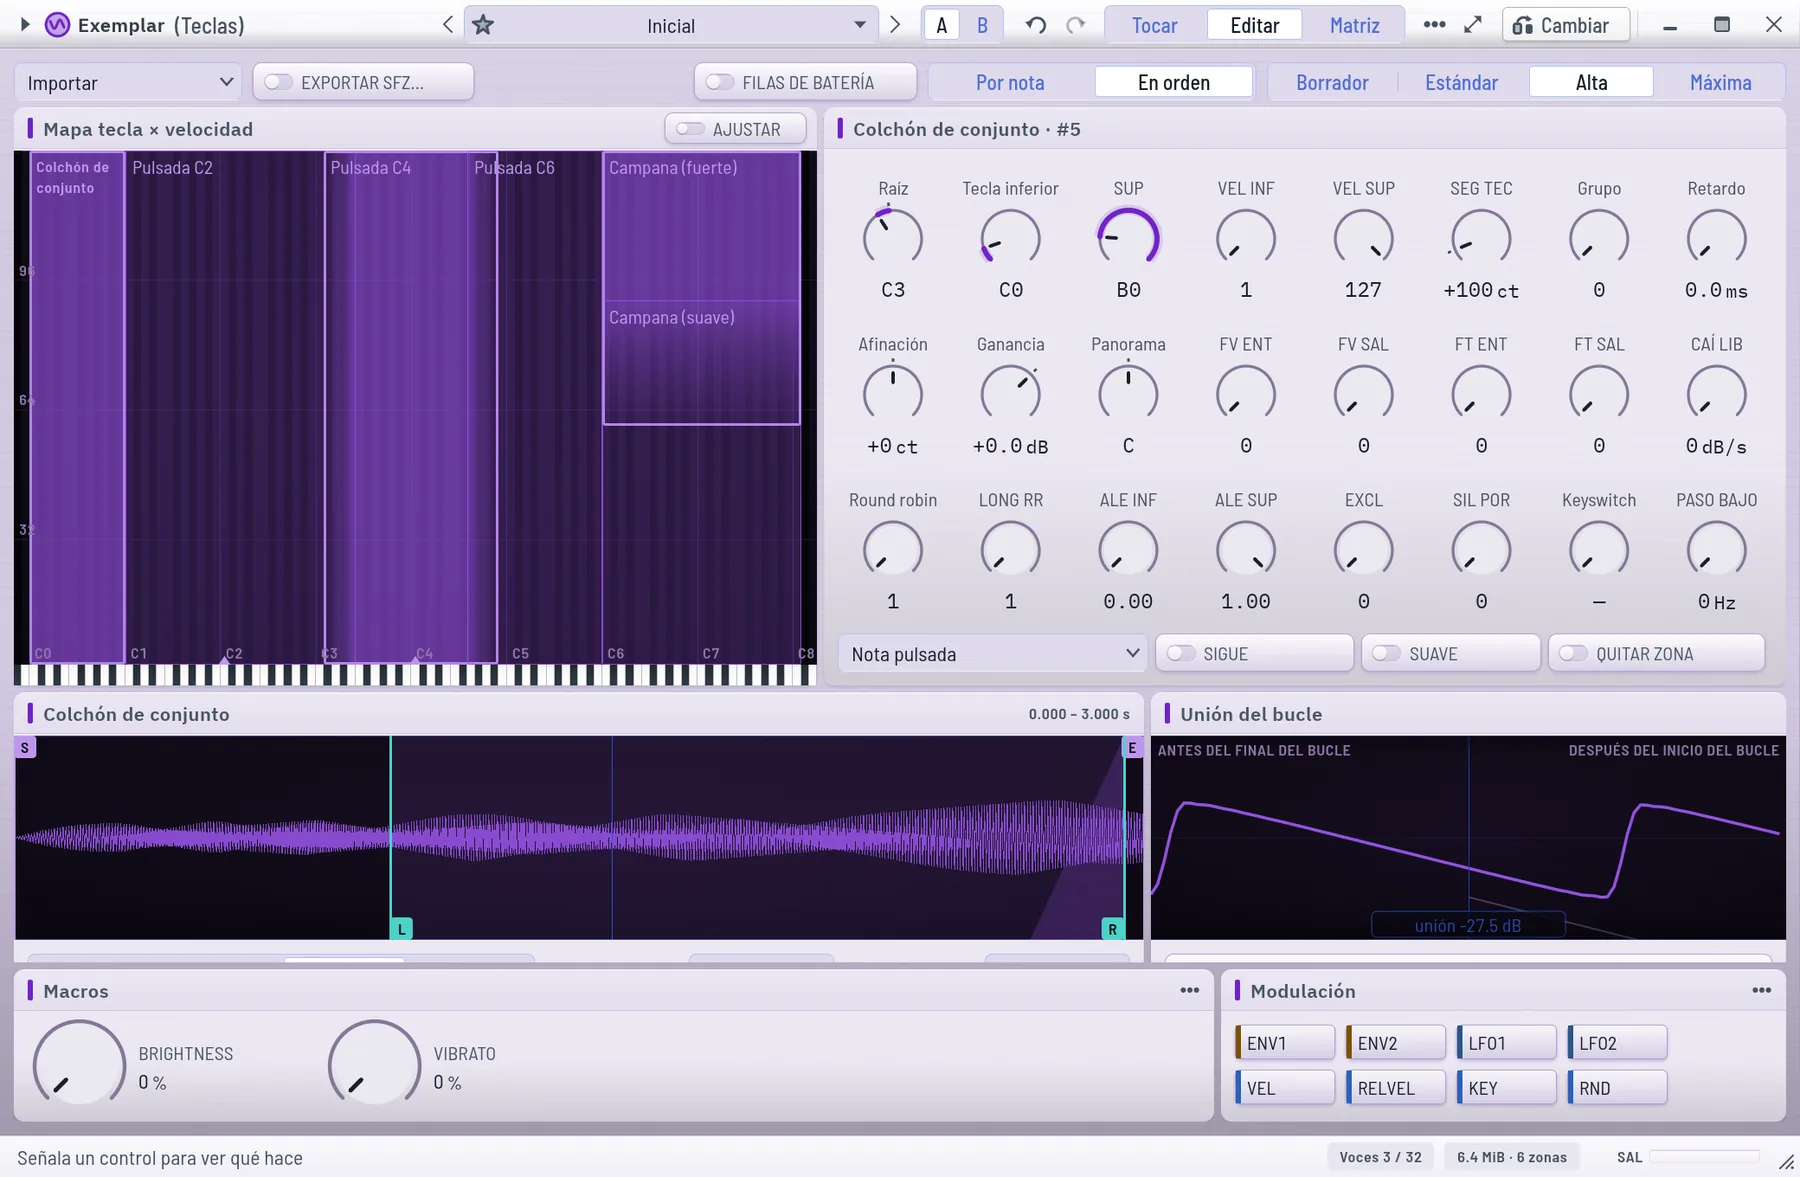 Exemplar (Teclas)
Inicial
A B
Tocar Editar Matriz
Cambiar
Importar
EXPORTAR SFZ...
FILAS DE BATERÍA
Por nota En orden
Borrador Estándar Alta Máxima
Mapa tecla × velocidad
AJUSTAR
Colchón de conjunto
Pulsada C2
Pulsada C4
Pulsada C6
Campana (fuerte)
Campana (suave)
96
64
32
C0 C1 C2 C3 C4 C5 C6 C7 C8
Colchón de conjunto · #5
Raíz Tecla inferior SUP VEL INF VEL SUP SEG TEC Grupo Retardo
C3 C0 B0 1 127 +100 ct 0 0.0 ms
Afinación Ganancia Panorama FV ENT FV SAL FT ENT FT SAL CAÍ LIB
+0 ct +0.0 dB C 0 0 0 0 0 dB/s
Round robin LONG RR ALE INF ALE SUP EXCL SIL POR Keyswitch PASO BAJO
1 1 0.00 1.00 0 0 — 0 Hz
Nota pulsada
SIGUE
SUAVE
QUITAR ZONA
Colchón de conjunto
0.000 – 3.000 s
S
E
L
R
Unión del bucle
ANTES DEL FINAL DEL BUCLE
DESPUÉS DEL INICIO DEL BUCLE
unión -27.5 dB
Macros
BRIGHTNESS
0 %
VIBRATO
0 %
Modulación
ENV1 ENV2 LFO1 LFO2
VEL RELVEL KEY RND
Señala un control para ver qué hace
Voces 3 / 32
6.4 MiB · 6 zonas
SAL